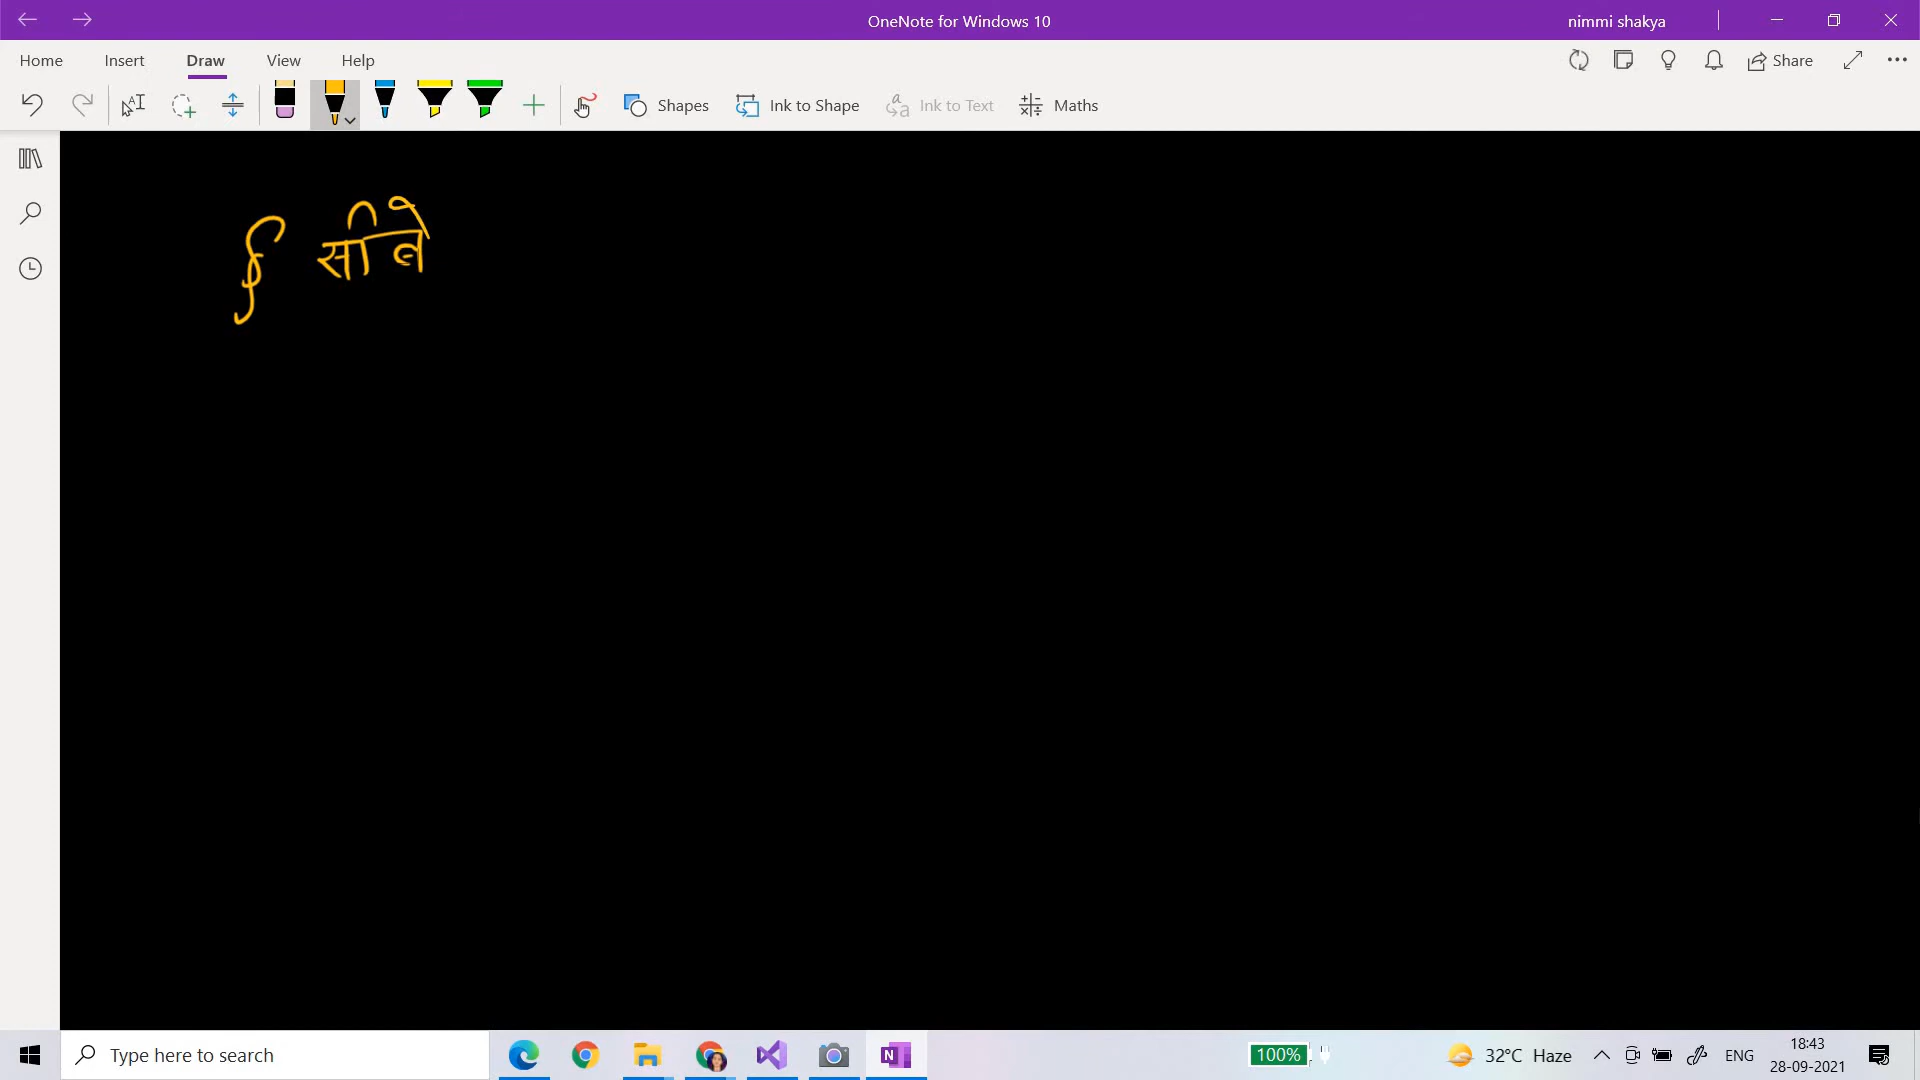 OneNote for Windows 10 nimmi shakya
Home Insert Draw View Help Share
Shapes Ink to Shape Ink to Text Maths
Type here to search 100% 32°C Haze ENG 18:43
28-09-2021